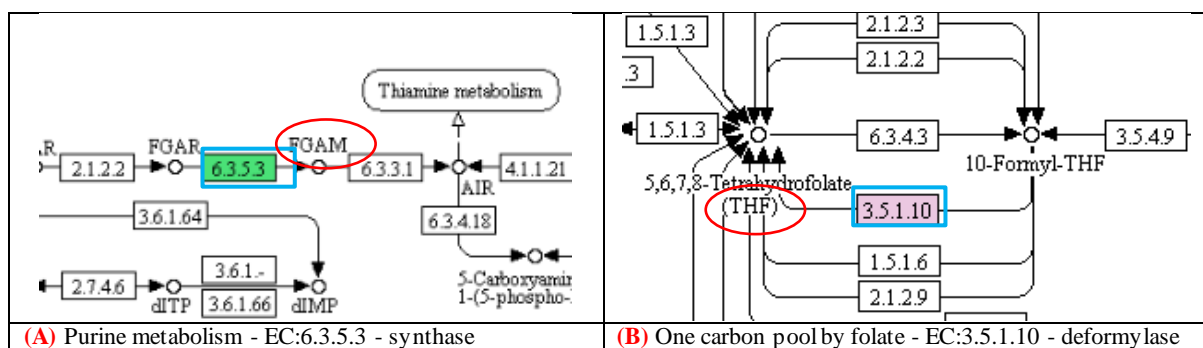 Thiamine metabolism
R.
FGAR
FGAM
2.1.2.2
6.3.5.3
6.3.3.1
4.1.1.21
AIR
3.6.1.64
6.3.4.18
2.7.4.6
3.6.1.-
3.6.1.66
dITP
dIMP
5-Carboxyamin
1-(5-phospho-
(A) Purine metabolism - EC:6.3.5.3 - synthase
1.5.1.3
2.1.2.3
2.1.2.2
.3
1.5.1.3
6.3.4.3
3.5.4.9
10-Formyl-THF
5,6,7,8-Tetrahydrofolate
(THF)
3.5.1.10
1.5.1.6
2.1.2.9
(B) One carbon pool by folate - EC:3.5.1.10 - deformylase